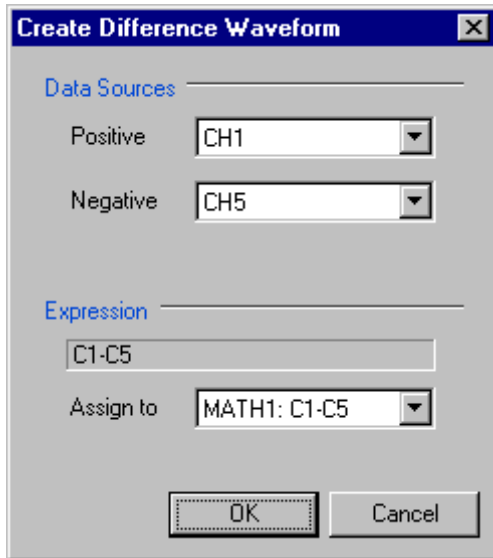 Create Difference Waveform
Data Sources
Positive CH1
Negative CH5
Expression
C1-C5
Assign to MATH1: C1-C5
OK Cancel